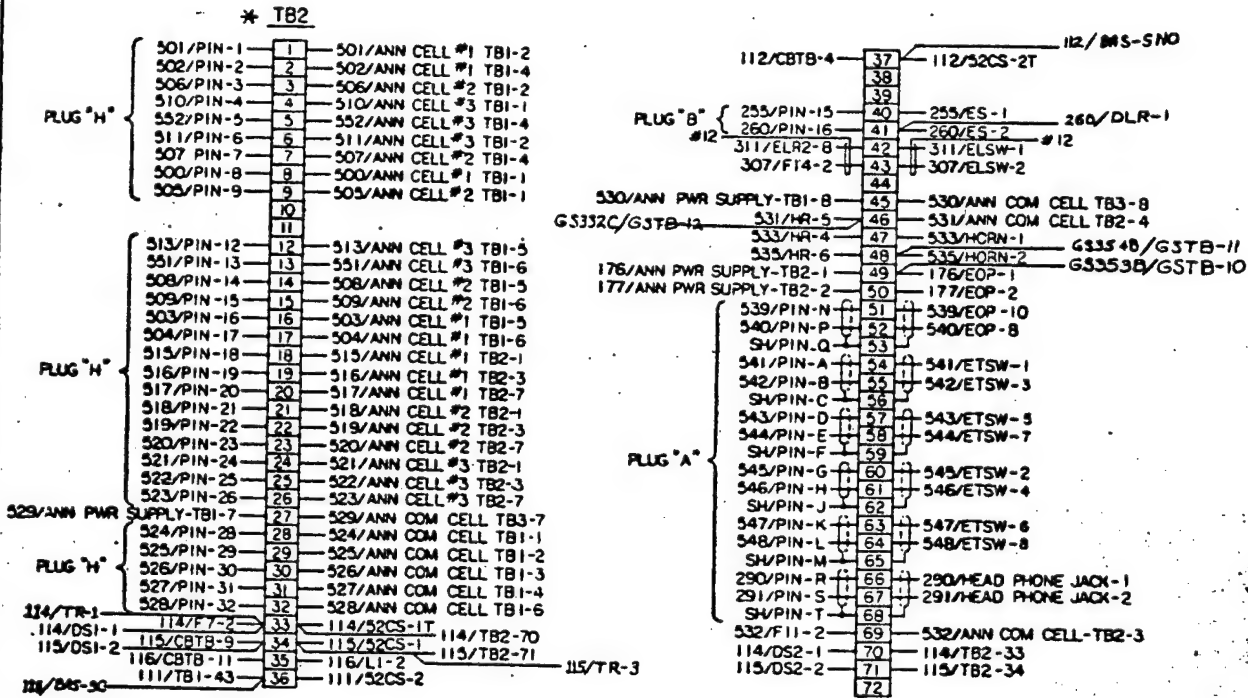 * TB2
PLUG "H"
501/PIN-1 1 501/ANN CELL #1 TB1-2
502/PIN-2 2 502/ANN CELL #1 TB1-4
506/PIN-3 3 506/ANN CELL #2 TB1-2
510/PIN-4 4 510/ANN CELL #3 TB1-1
552/PIN-5 5 552/ANN CELL #3 TB1-4
511/PIN-6 6 511/ANN CELL #3 TB1-2
507 PIN-7 7 507/ANN CELL #2 TB1-4
500/PIN-8 8 500/ANN CELL #1 TB1-1
505/PIN-9 9 505/ANN CELL #2 TB1-1
10
11
PLUG "H"
513/PIN-12 12 513/ANN CELL #3 TB1-5
551/PIN-13 13 551/ANN CELL #3 TB1-6
508/PIN-14 14 508/ANN CELL #2 TB1-5
509/PIN-15 15 509/ANN CELL #2 TB1-6
503/PIN-16 16 503/ANN CELL #1 TB1-5
504/PIN-17 17 504/ANN CELL #1 TB1-6
515/PIN-18 18 515/ANN CELL #1 TB2-1
516/PIN-19 19 516/ANN CELL #1 TB2-3
517/PIN-20 20 517/ANN CELL #1 TB2-7
518/PIN-21 21 518/ANN CELL #2 TB2-1
519/PIN-22 22 519/ANN CELL #2 TB2-3
520/PIN-23 23 520/ANN CELL #2 TB2-7
521/PIN-24 24 521/ANN CELL #3 TB2-1
522/PIN-25 25 522/ANN CELL #3 TB2-3
523/PIN-26 26 523/ANN CELL #3 TB2-7
529/ANN PWR SUPPLY-TB1-7 27 529/ANN COM CELL TB3-7
PLUG "H"
524/PIN-28 28 524/ANN COM CELL TB1-1
525/PIN-29 29 525/ANN COM CELL TB1-2
526/PIN-30 30 526/ANN COM CELL TB1-3
527/PIN-31 31 527/ANN COM CELL TB1-4
528/PIN-32 32 528/ANN COM CELL TB1-6
114/TR-1
114/F7-2 33 114/52CS-1T
114/DS1-1 114/TB2-70
115/CBTB-9 34 115/52CS-1
115/DS1-2 115/TB2-71
115/TR-3
116/CBTB-11 35 116/L1-2
111/TB1-43 36 111/52CS-2
112/BAS-SNO
112/CBTB-4 37 112/52CS-2T
38
39
PLUG "B"
255/PIN-15 40 255/ES-1
260/DLR-1
260/PIN-16 41 260/ES-2
#12 #12
311/ELR2-8 42 311/ELSW-1
307/FT4-2 43 307/ELSW-2
44
530/ANN PWR SUPPLY-TB1-8 45 530/ANN COM CELL TB3-8
GS332C/GSTB-12
531/HR-5 46 531/ANN COM CELL TB2-4
533/HR-4 47 533/HORN-1
GS354B/GSTB-11
535/HR-6 48 535/HORN-2
GS353B/GSTB-10
176/ANN PWR SUPPLY-TB2-1 49 176/EOP-1
177/ANN PWR SUPPLY-TB2-2 50 177/EOP-2
PLUG "A"
539/PIN-N 51 539/EOP-10
540/PIN-P 52 540/EOP-8
SH/PIN-Q 53
541/PIN-A 54 541/ETSW-1
542/PIN-B 55 542/ETSW-3
SH/PIN-C 56
543/PIN-D 57 543/ETSW-5
544/PIN-E 58 544/ETSW-7
SH/PIN-F 59
545/PIN-G 60 545/ETSW-2
546/PIN-H 61 546/ETSW-4
SH/PIN-J 62
547/PIN-K 63 547/ETSW-6
548/PIN-L 64 548/ETSW-8
SH/PIN-M 65
290/PIN-R 66 290/HEAD PHONE JACK-1
291/PIN-S 67 291/HEAD PHONE JACK-2
SH/PIN-T 68
532/F11-2 69 532/ANN COM CELL-TB2-3
114/DS2-1 70 114/TB2-33
115/DS2-2 71 115/TB2-34
72